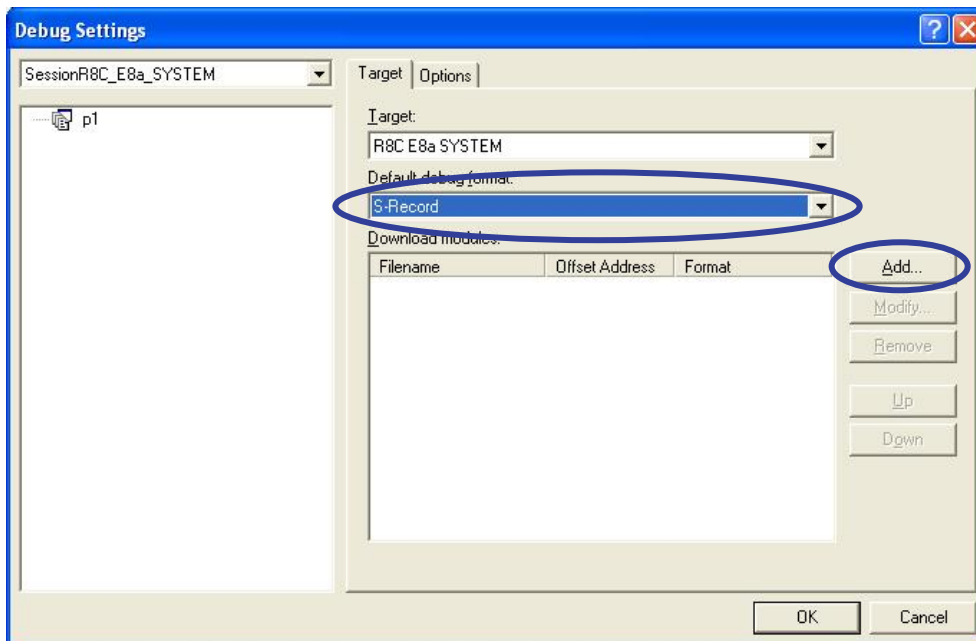 Debug Settings
SessionR8C_E8a_SYSTEM
p1
Target
Options
Target:
R8C E8a SYSTEM
Default debug format:
S-Record
Download modules:
Filename
Offset Address
Format
Add...
Modify...
Remove
Up
Down
OK
Cancel